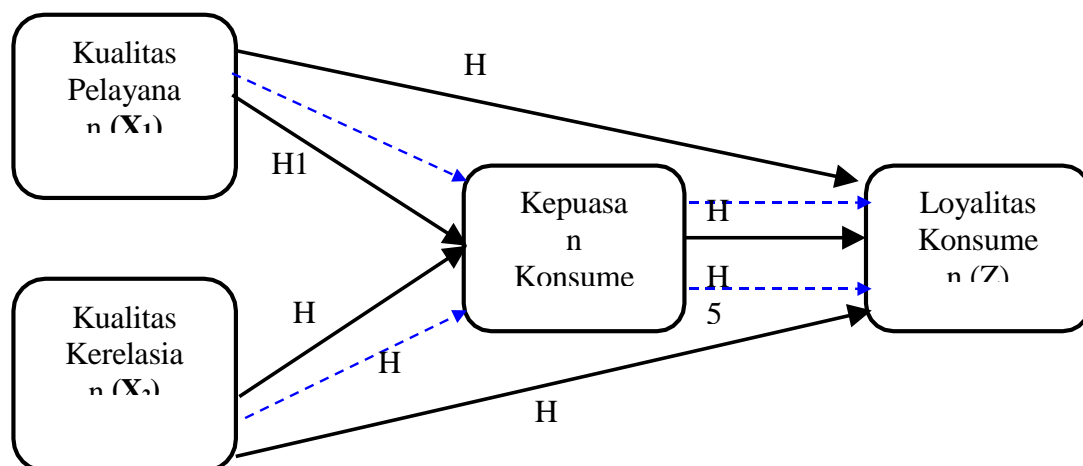 Kualitas
Pelayana
n (X1)
H
H1
Kepuasa
n
Konsume
H
H
5
Loyalitas
Konsume
n (Z)
Kualitas
Kerelasia
n (X2)
H
H
H